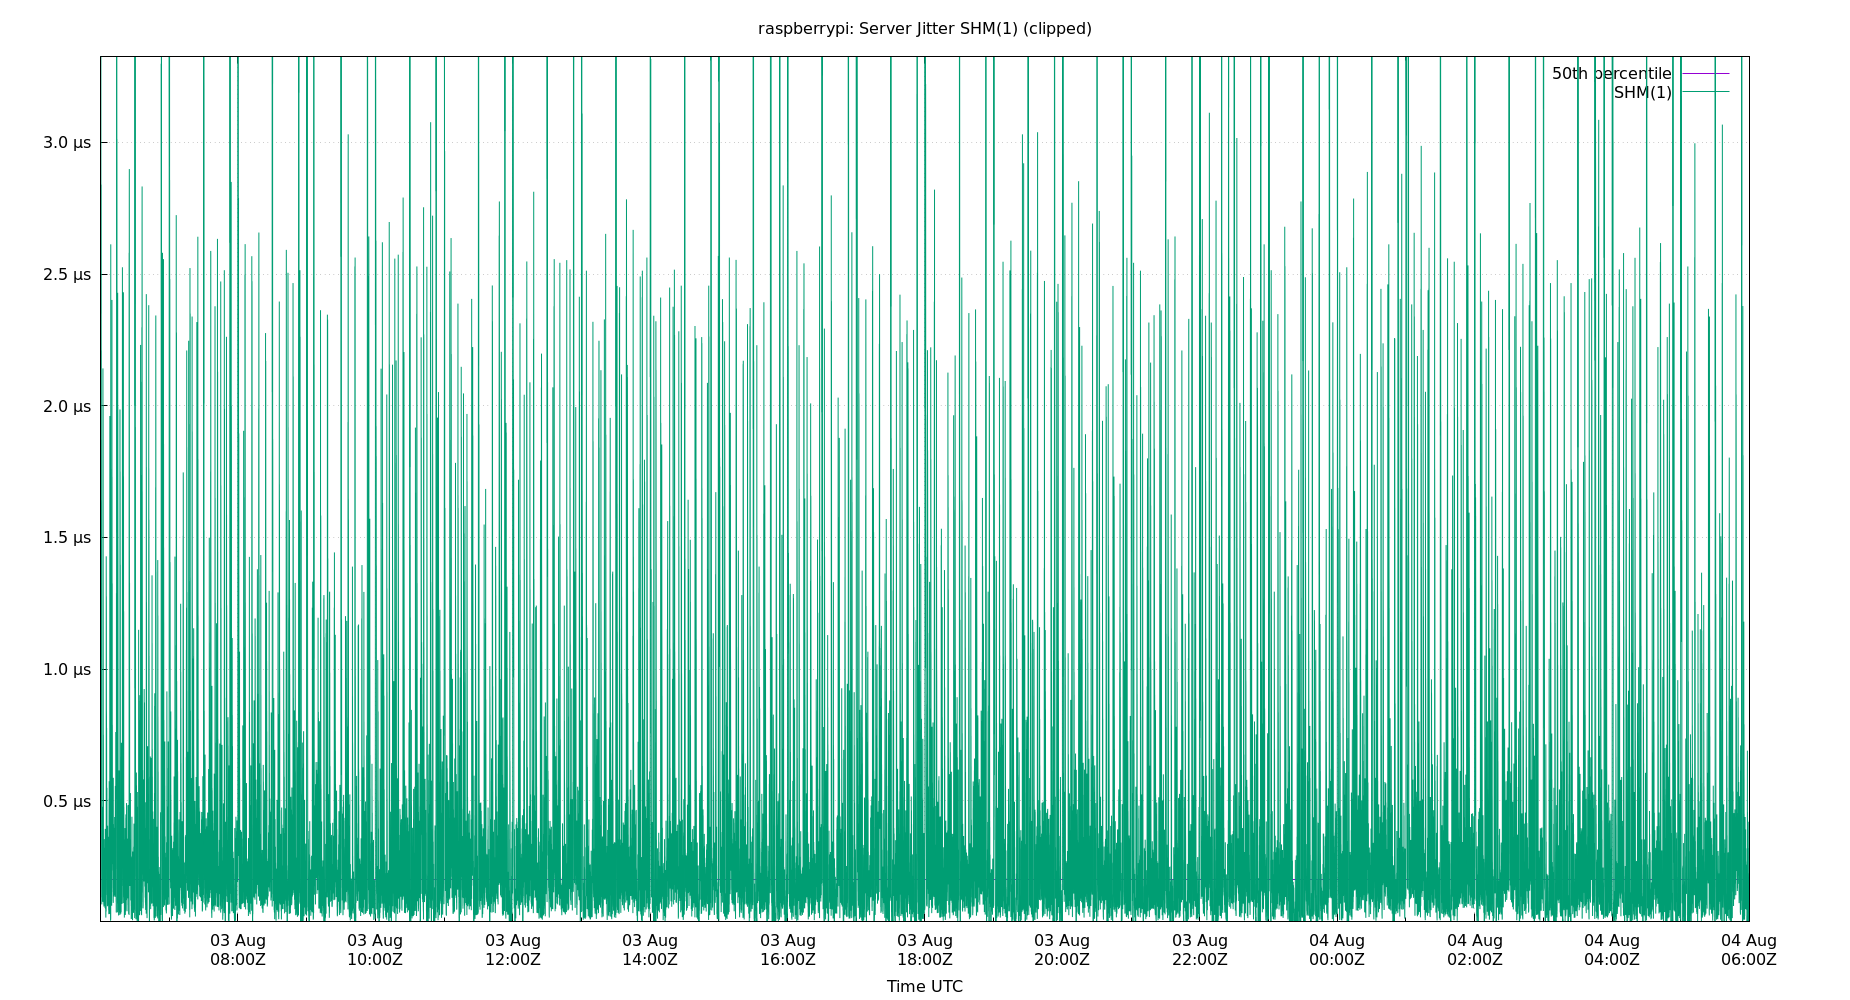 raspberrypi: Server Jitter SHM(1) (clipped)
50th percentile
SHM(1)
3.0 µs
2.5 µs
2.0 µs
1.5 µs
1.0 µs
0.5 µs
03 Aug 03 Aug 03 Aug 03 Aug 03 Aug 03 Aug 03 Aug 03 Aug 04 Aug 04 Aug 04 Aug 04 Aug
08:00Z 10:00Z 12:00Z 14:00Z 16:00Z 18:00Z 20:00Z 22:00Z 00:00Z 02:00Z 04:00Z 06:00Z
Time UTC